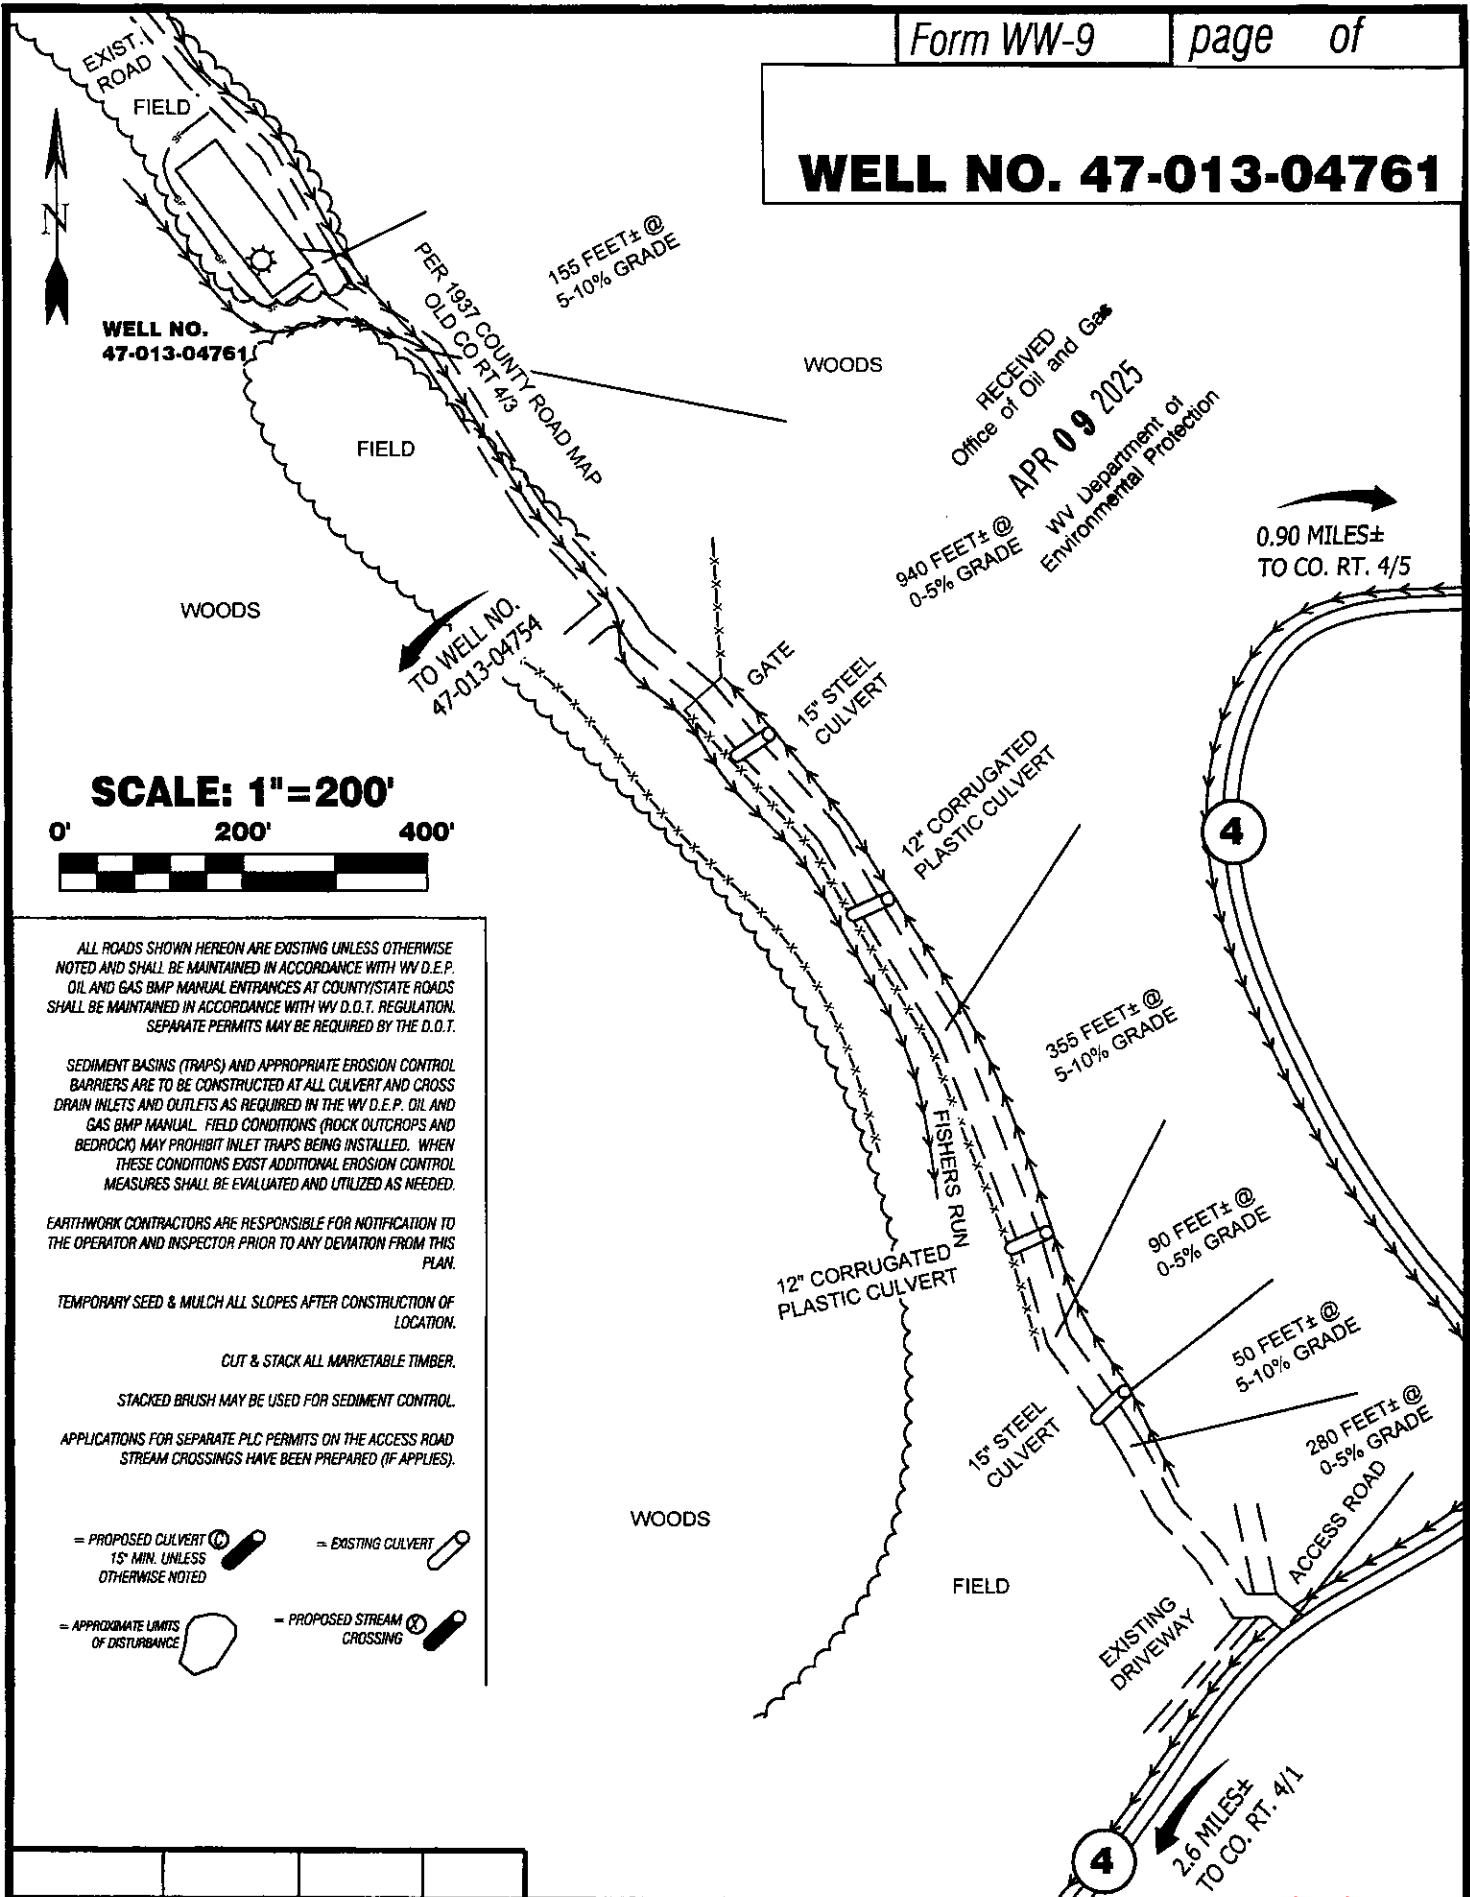 Form WW-9
page of
WELL NO. 47-013-04761
EXIST.
ROAD
FIELD
SF
SF
SF
SF
N
WELL NO.
47-013-04761
155 FEET± @
5-10% GRADE
PER 1937 COUNTY ROAD MAP
OLD CO RT 4/3
WOODS
RECEIVED
Office of Oil and Gas
APR 09 2025
WV Department of
Environmental Protection
FIELD
940 FEET± @
0-5% GRADE
0.90 MILES±
TO CO. RT. 4/5
WOODS
TO WELL NO.
47-013-04754
GATE
15" STEEL
CULVERT
SCALE: 1"=200'
0' 200' 400'
12" CORRUGATED
PLASTIC CULVERT
4
ALL ROADS SHOWN HEREON ARE EXISTING UNLESS OTHERWISE
NOTED AND SHALL BE MAINTAINED IN ACCORDANCE WITH WV D.E.P.
OIL AND GAS BMP MANUAL ENTRANCES AT COUNTY/STATE ROADS
SHALL BE MAINTAINED IN ACCORDANCE WITH WV D.O.T. REGULATION.
SEPARATE PERMITS MAY BE REQUIRED BY THE D.O.T.
SEDIMENT BASINS (TRAPS) AND APPROPRIATE EROSION CONTROL
BARRIERS ARE TO BE CONSTRUCTED AT ALL CULVERT AND CROSS
DRAIN INLETS AND OUTLETS AS REQUIRED IN THE WV D.E.P. OIL AND
GAS BMP MANUAL. FIELD CONDITIONS (ROCK OUTCROPS AND
BEDROCK) MAY PROHIBIT INLET TRAPS BEING INSTALLED. WHEN
THESE CONDITIONS EXIST ADDITIONAL EROSION CONTROL
MEASURES SHALL BE EVALUATED AND UTILIZED AS NEEDED.
EARTHWORK CONTRACTORS ARE RESPONSIBLE FOR NOTIFICATION TO
THE OPERATOR AND INSPECTOR PRIOR TO ANY DEVIATION FROM THIS
PLAN.
TEMPORARY SEED & MULCH ALL SLOPES AFTER CONSTRUCTION OF
LOCATION.
CUT & STACK ALL MARKETABLE TIMBER.
STACKED BRUSH MAY BE USED FOR SEDIMENT CONTROL.
APPLICATIONS FOR SEPARATE PLC PERMITS ON THE ACCESS ROAD
STREAM CROSSINGS HAVE BEEN PREPARED (IF APPLIES).
= PROPOSED CULVERT C
15" MIN. UNLESS
OTHERWISE NOTED
= EXISTING CULVERT
= APPROXIMATE LIMITS
OF DISTURBANCE
= PROPOSED STREAM X
CROSSING
355 FEET± @
5-10% GRADE
FISHERS RUN
90 FEET± @
0-5% GRADE
12" CORRUGATED
PLASTIC CULVERT
50 FEET± @
5-10% GRADE
15" STEEL
CULVERT
280 FEET± @
0-5% GRADE
WOODS
ACCESS ROAD
FIELD
EXISTING
DRIVEWAY
2.6 MILES±
TO CO. RT. 4/1
4